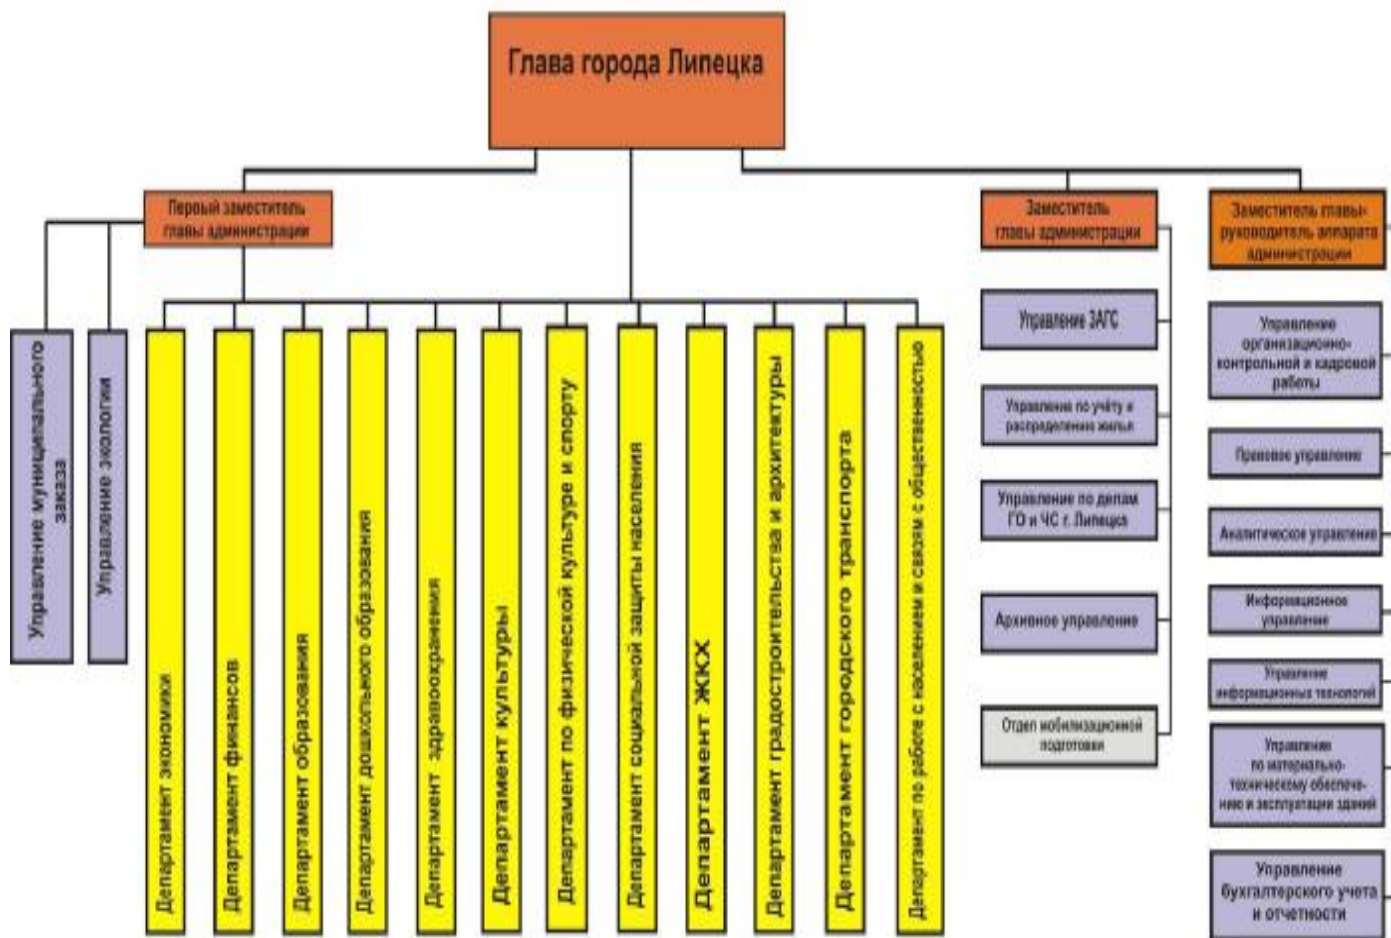 Глава города Липецка
Первый заместитель
главы администрации
Заместитель
главы администрации
Заместитель главы-
руководитель аппарата
администрации
Управление муниципального
заказа
Управление экологии
Департамент экономики
Департамент финансов
Департамент образования
Департамент дошкольного образования
Департамент здравоохранения
Департамент культуры
Департамент по физической культуре и спорту
Департамент социальной защиты населения
Департамент ЖКХ
Департамент градостроительства и архитектуры
Департамент городского транспорта
Департамент по работе с населением и связям с общественностью
Управление ЗАГС
Управление по учёту и
распределению жилья
Управление по делам
ГО и ЧС г. Липецка
Архивное управление
Отдел мобилизационной
подготовки
Управление
организационно-
контрольной и кадровой
работы
Правовое управление
Аналитическое управление
Информационное
управление
Управление
информационных технологий
Управление
по материально-
техническому обеспече-
нию и эксплуатации зданий
Управление
бухгалтерского учета
и отчетности